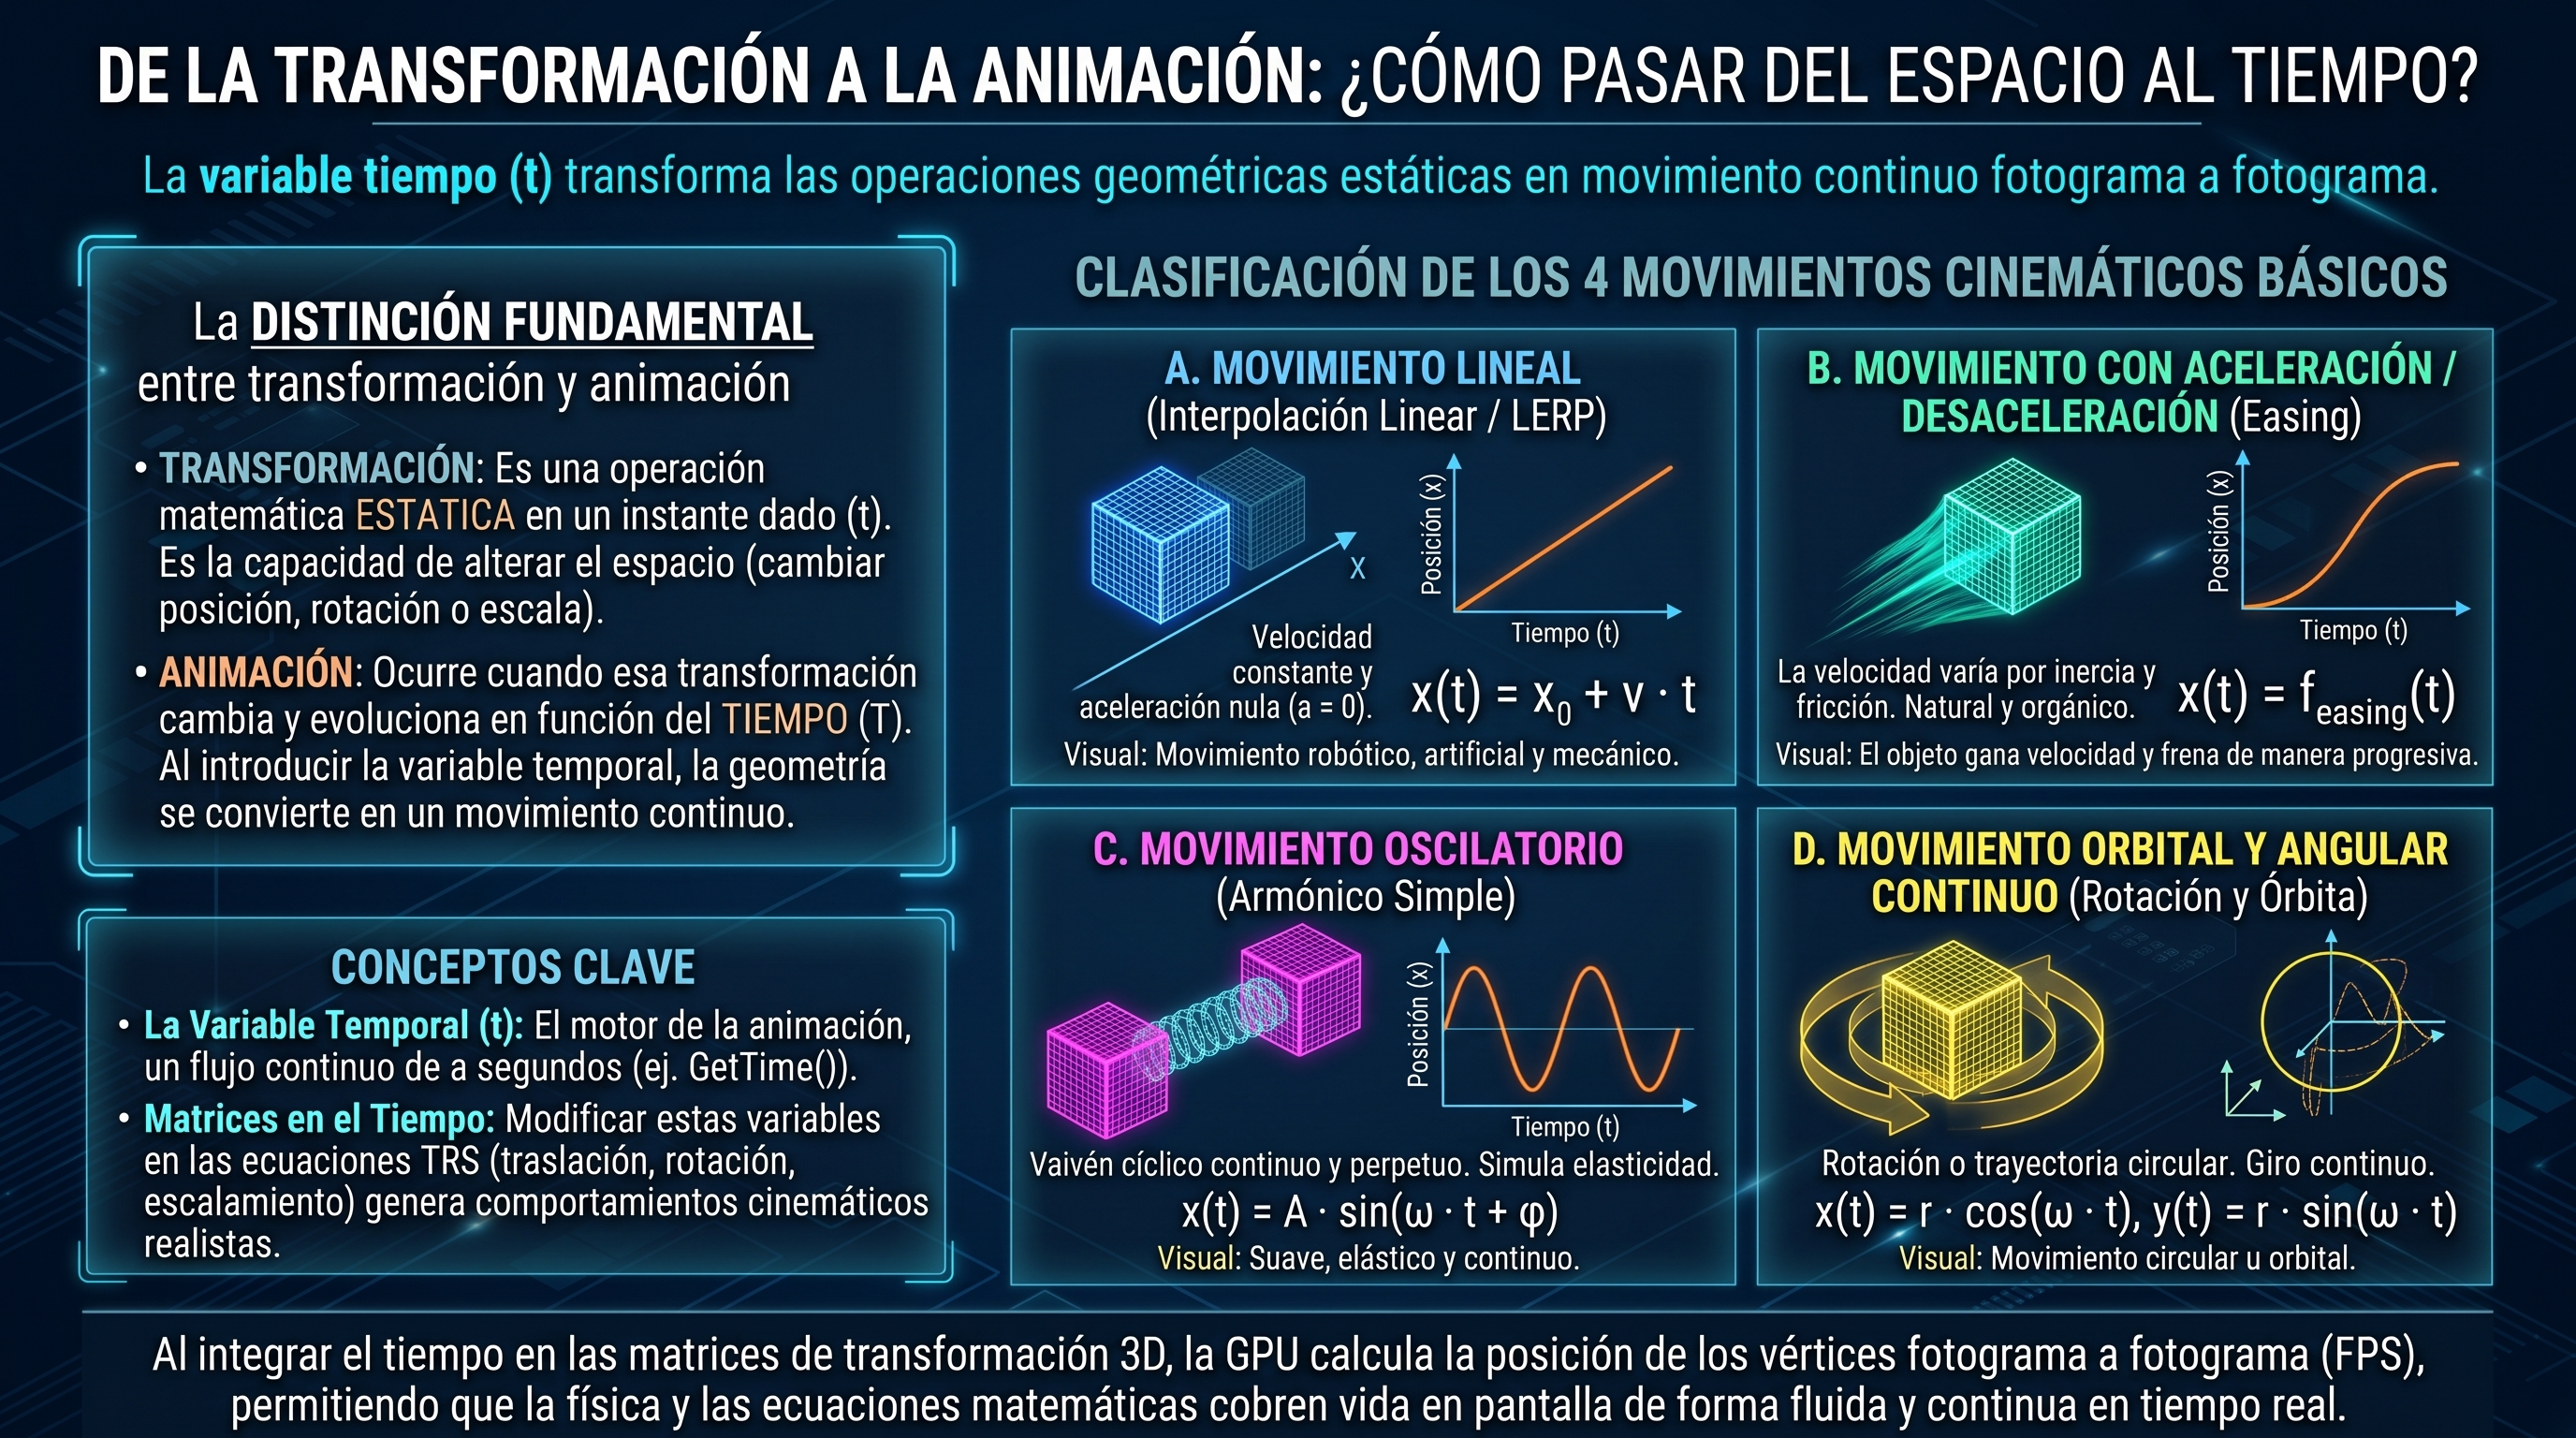 DE LA TRANSFORMACIÓN A LA ANIMACIÓN: ¿CÓMO PASAR DEL ESPACIO AL TIEMPO?
La variable tiempo (t) transforma las operaciones geométricas estáticas en movimiento continuo fotograma a fotograma.
La DISTINCIÓN FUNDAMENTAL
entre transformación y animación
• TRANSFORMACIÓN: Es una operación
matemática ESTATICA en un instante dado (t).
Es la capacidad de alterar el espacio (cambiar
posición, rotación o escala).
• ANIMACIÓN: Ocurre cuando esa transformación
cambia y evoluciona en función del TIEMPO (T).
Al introducir la variable temporal, la geometría
se convierte en un movimiento continuo.
CONCEPTOS CLAVE
• La Variable Temporal (t): El motor de la animación,
un flujo continuo de a segundos (ej. GetTime()).
• Matrices en el Tiempo: Modificar estas variables
en las ecuaciones TRS (traslación, rotación,
escalamiento) genera comportamientos cinemáticos
realistas.
CLASIFICACIÓN DE LOS 4 MOVIMIENTOS CINEMÁTICOS BÁSICOS
A. MOVIMIENTO LINEAL
(Interpolación Linear / LERP)
X
Posición (x)
Tiempo (t)
Velocidad
constante y
aceleración nula (a = 0).
x(t) = x₀ + v · t
Visual: Movimiento robótico, artificial y mecánico.
B. MOVIMIENTO CON ACELERACIÓN /
DESACELERACIÓN (Easing)
Posición (x)
Tiempo (t)
La velocidad varía por inercia y
fricción. Natural y orgánico.
x(t) = f_easing(t)
Visual: El objeto gana velocidad y frena de manera progresiva.
C. MOVIMIENTO OSCILATORIO
(Armónico Simple)
Posición (x)
Tiempo (t)
Vaivén cíclico continuo y perpetuo. Simula elasticidad.
x(t) = A · sin(ω · t + φ)
Visual: Suave, elástico y continuo.
D. MOVIMIENTO ORBITAL Y ANGULAR
CONTINUO (Rotación y Órbita)
Rotación o trayectoria circular. Giro continuo.
x(t) = r · cos(ω · t), y(t) = r · sin(ω · t)
Visual: Movimiento circular u orbital.
Al integrar el tiempo en las matrices de transformación 3D, la GPU calcula la posición de los vértices fotograma a fotograma (FPS),
permitiendo que la física y las ecuaciones matemáticas cobren vida en pantalla de forma fluida y continua en tiempo real.